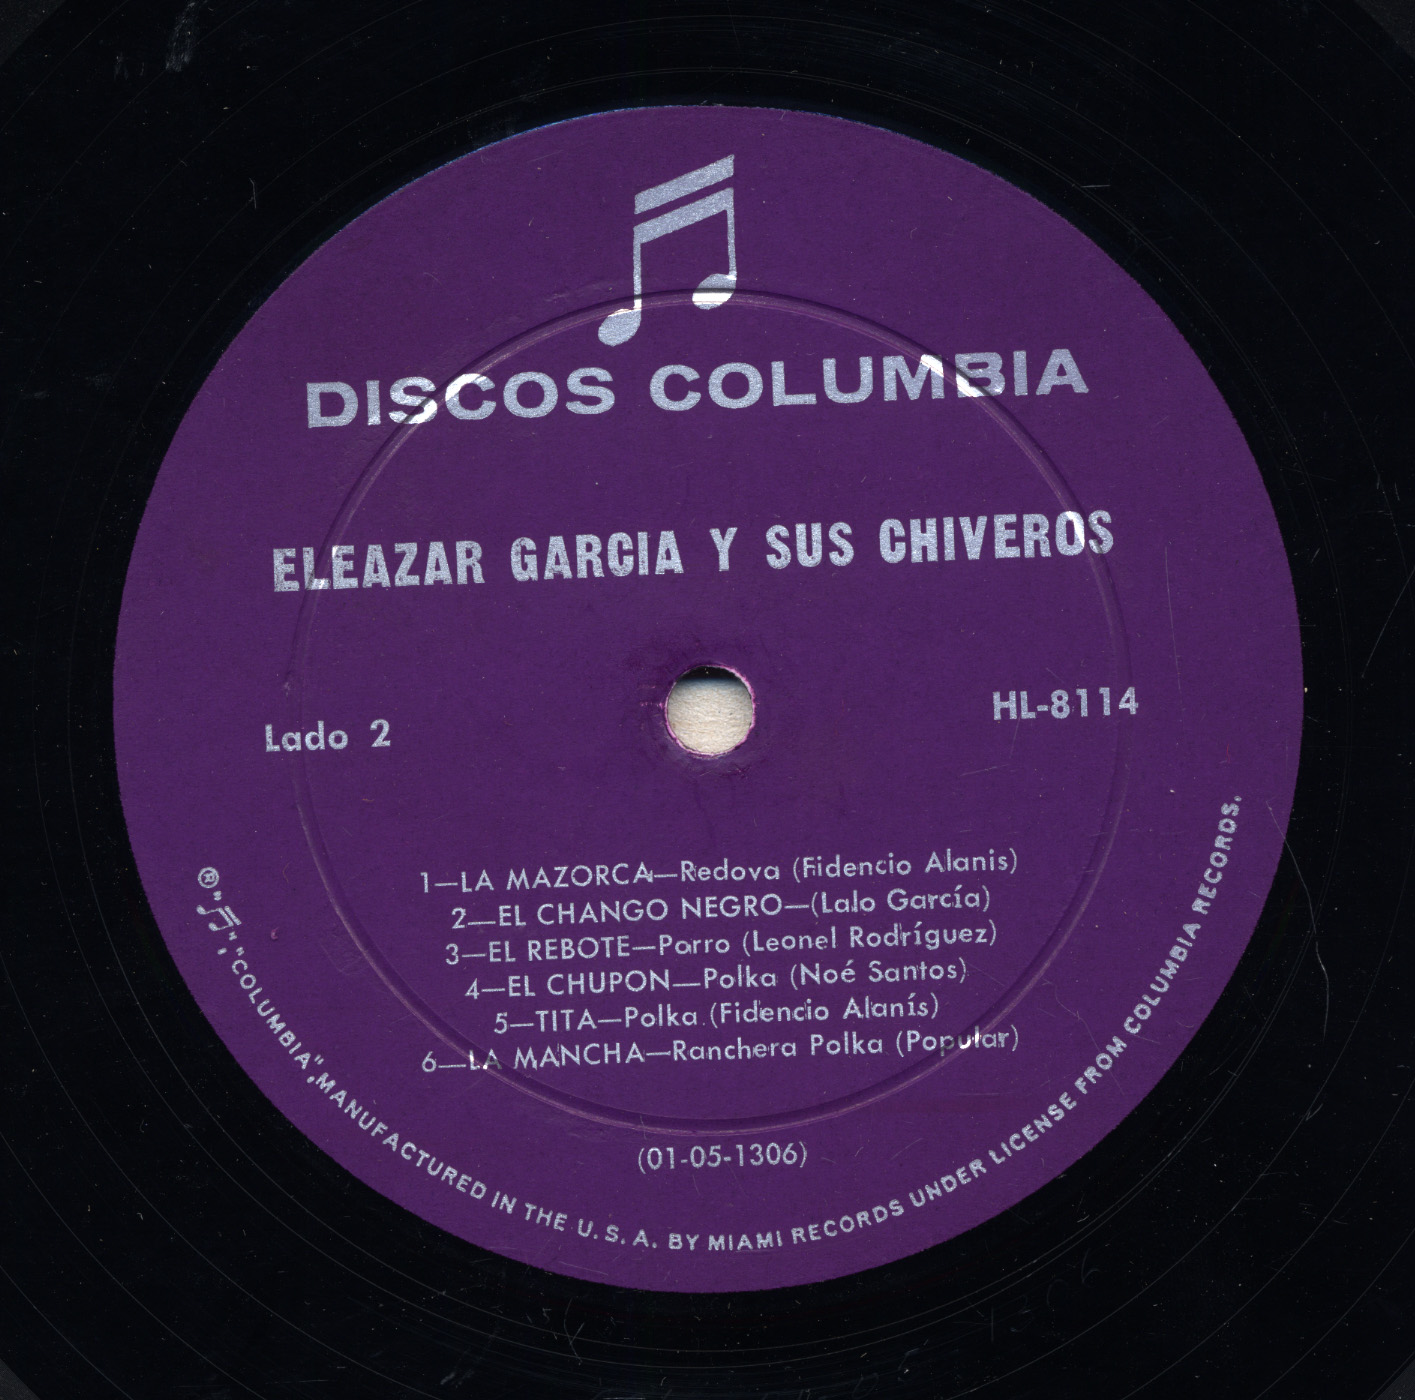 DISCOS COLUMBIA
ELEAZAR GARCIA Y SUS CHIVEROS
Lado 2
HL-8114
1—LA MAZORCA—Redova (Fidencio Alanis)
2—EL CHANGO NEGRO—(Lalo García)
3—EL REBOTE—Porro (Leonel Rodríguez)
4—EL CHUPON—Polka (Noé Santos)
5—TITA—Polka (Fidencio Alanís)
6—LA MANCHA—Ranchera Polka (Popular)
(01-05-1306)
®"♫","COLUMBIA", MANUFACTURED IN THE U.S.A. BY MIAMI RECORDS UNDER LICENSE FROM COLUMBIA RECORDS.